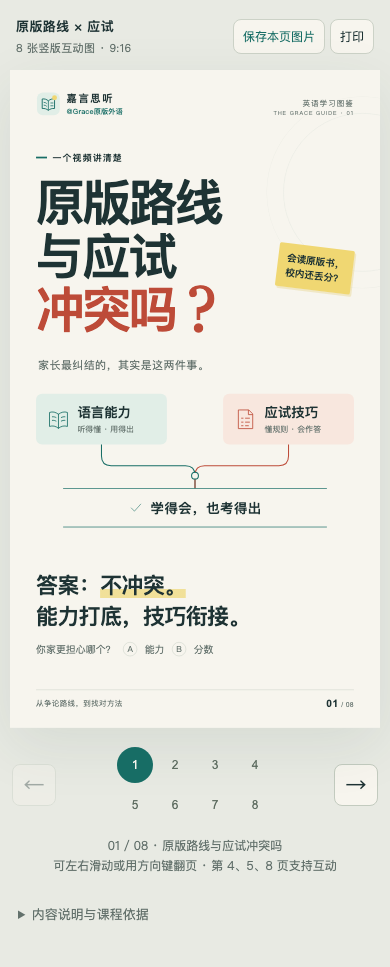 原版路线 × 应试
8 张竖版互动图 · 9:16
保存本页图片
打印
嘉言思听
@Grace原版外语
英语学习图鉴
THE GRACE GUIDE · 01
一个视频讲清楚
原版路线
与应试
冲突吗？
会读原版书，
校内还丢分？
家长最纠结的，其实是这两件事。
语言能力
听得懂 · 用得出
应试技巧
懂规则 · 会作答
✓ 学得会，也考得出
答案：不冲突。
能力打底，技巧衔接。
你家更担心哪个？ A 能力 B 分数
从争论路线，到找对方法
01 / 08
← 1 2 3 4 →
5 6 7 8
01 / 08 · 原版路线与应试冲突吗
可左右滑动或用方向键翻页 · 第 4、5、8 页支持互动
▶ 内容说明与课程依据